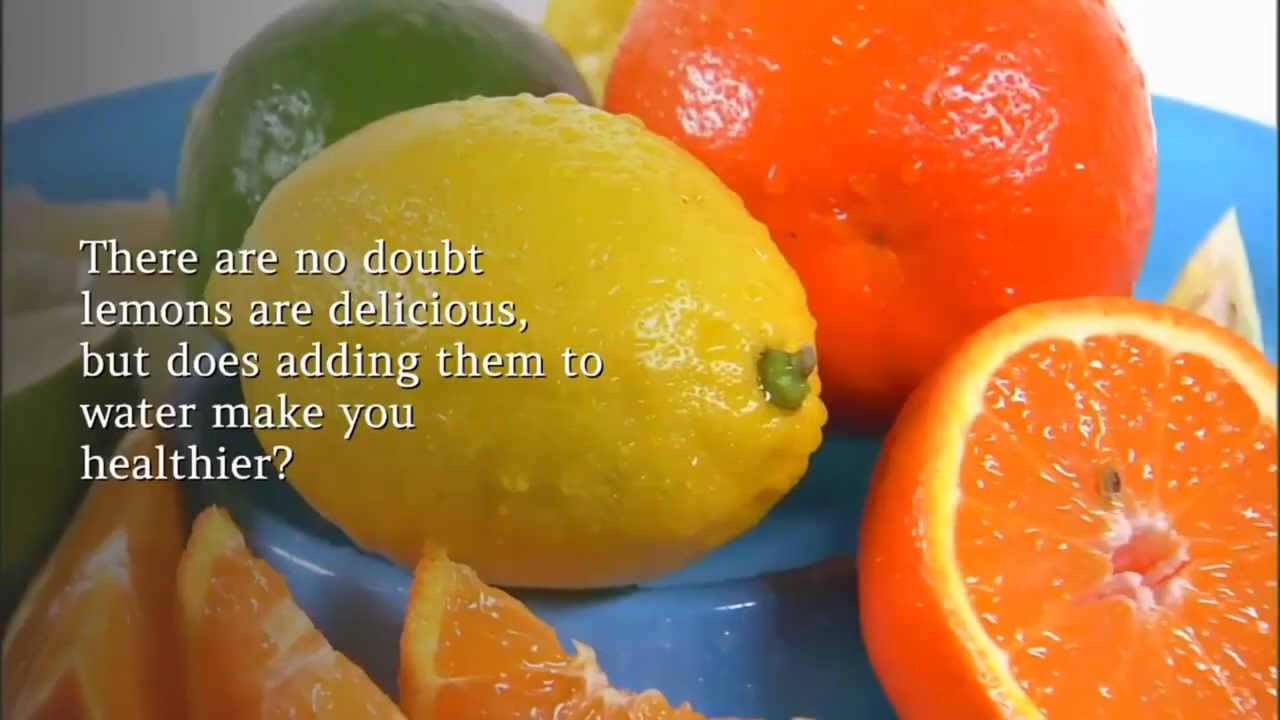 There are no doubt
lemons are delicious,
but does adding them to
water make you
healthier?